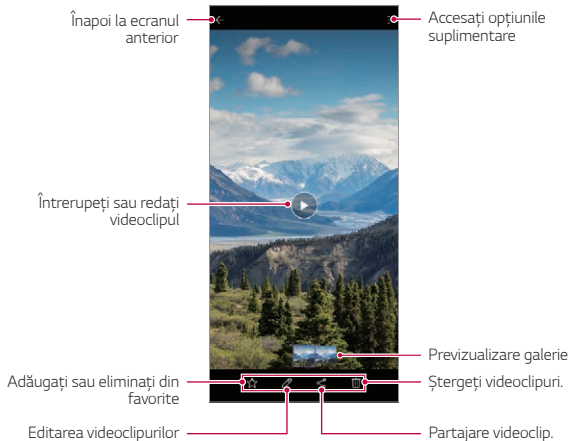 Înapoi la ecranul
anterior
Accesați opțiunile
suplimentare
Întrerupeți sau redați
videoclipul
Previzualizare galerie
Adăugați sau eliminați din
favorite
Ștergeți videoclipuri.
Editarea videoclipurilor
Partajare videoclip.